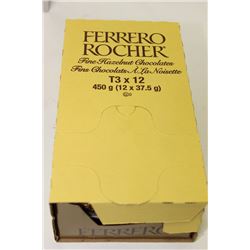 FERRERO
ROCHER
Fine Hazelnut Chocolates
Fins Chocolats A La Noisette
T3 x 12
450 g (12 x 37.5 g)